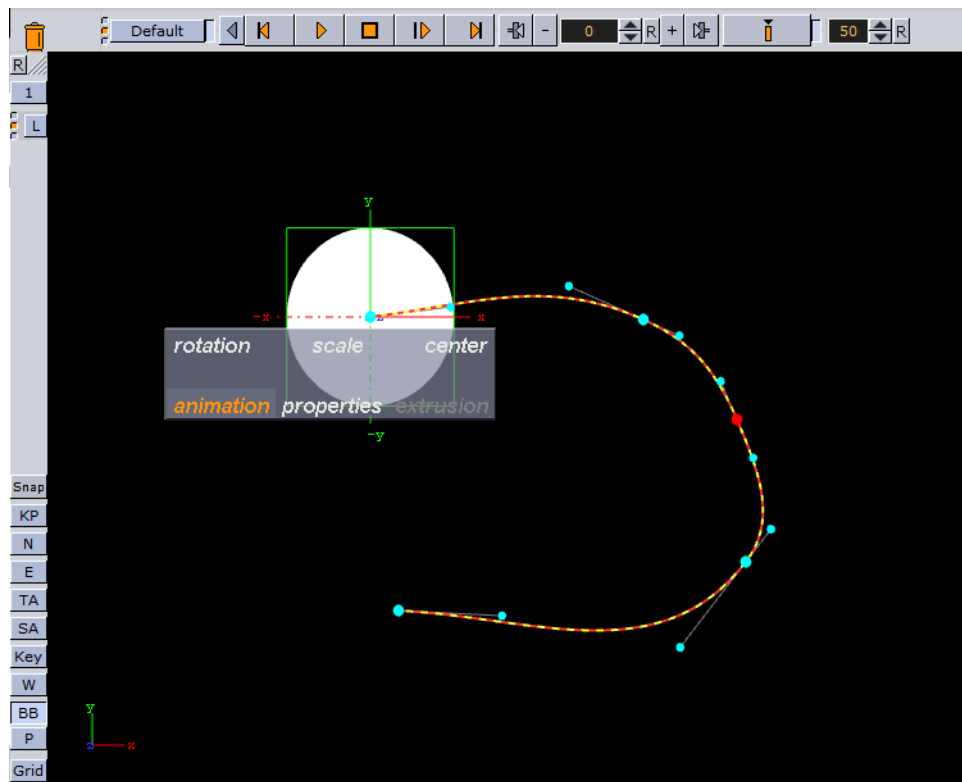 Default - 0 R + 50 R
R
1
L
y
-x z x
rotation scale center
animation properties extrusion
-y
Snap
KP
N
E
TA
SA
Key
W
BB
P
Grid
y
z x